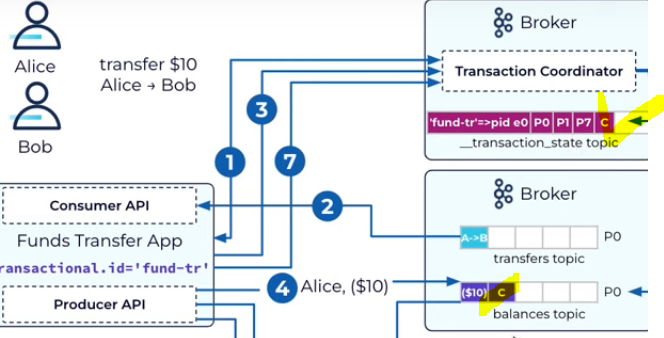 Alice
Bob
transfer $10
Alice → Bob
Broker
Transaction Coordinator
'fund-tr'=>pid e0 P0 P1 P7 C
__transaction_state topic
1
3
7
2
Consumer API
Funds Transfer App
ransactional.id='fund-tr'
Producer API
4 Alice, ($10)
Broker
A->B P0
transfers topic
($10) C P0
balances topic